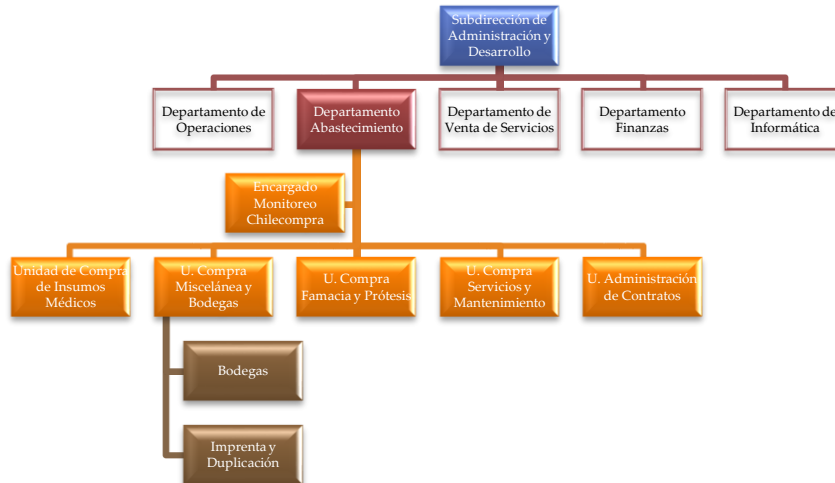 Subdirección de
Administración y
Desarrollo
Departamento de
Operaciones
Departamento
Abastecimiento
Departamento de
Venta de Servicios
Departamento
Finanzas
Departamento de
Informática
Encargado
Monitoreo
Chilecompra
Unidad de Compra
de Insumos
Médicos
U. Compra
Miscelánea y
Bodegas
U. Compra
Famacia y Prótesis
U. Compra
Servicios y
Mantenimiento
U. Administración
de Contratos
Bodegas
Imprenta y
Duplicación